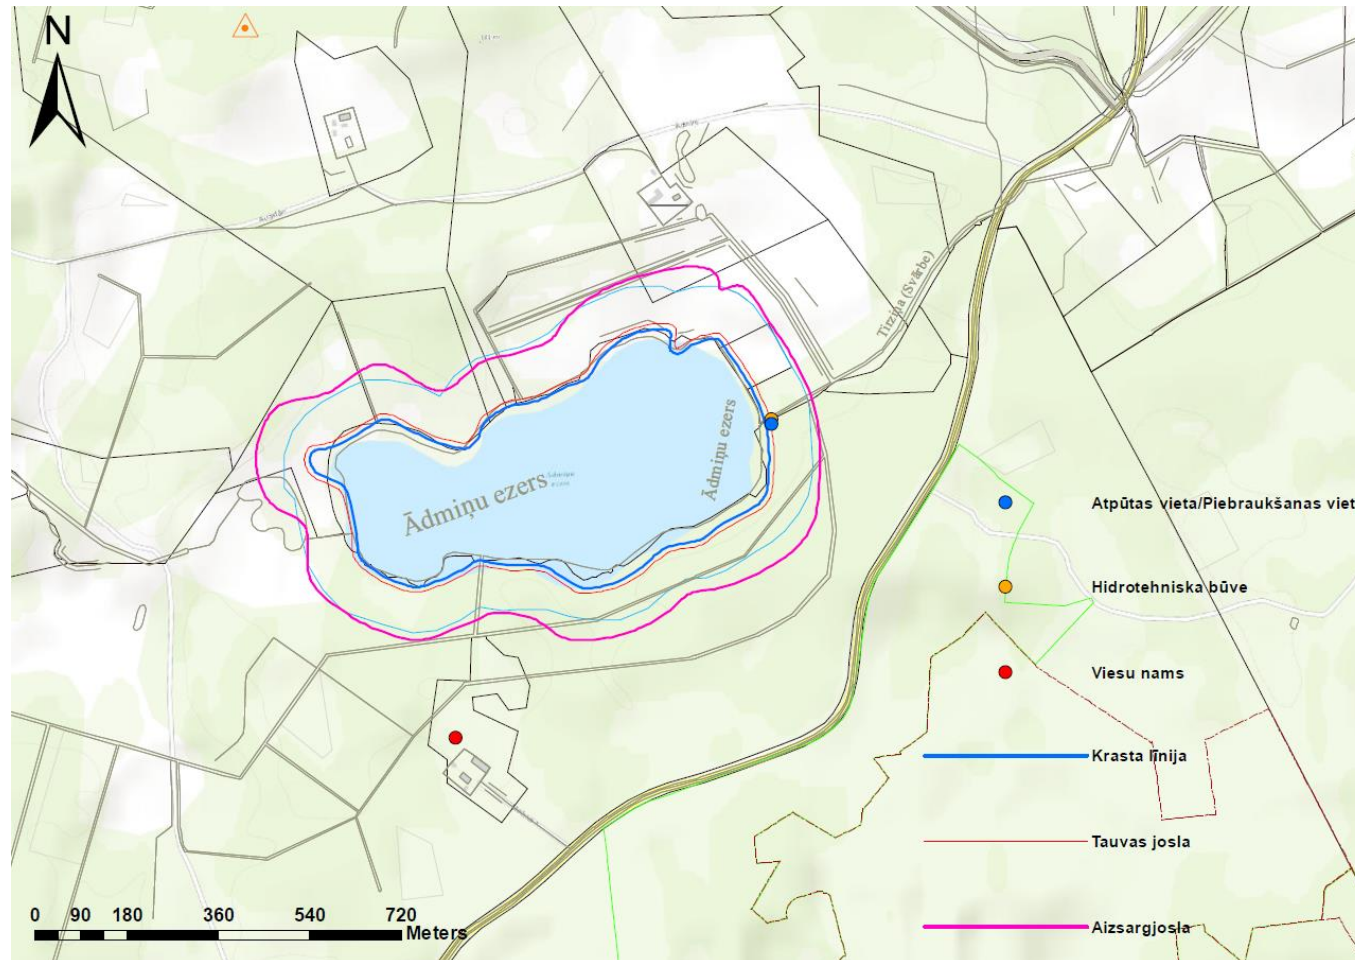 N
Ādmiņi
Tirziņa (Svārbe)
Ādmiņu ezers
Ādmiņu ezers
Atpūtas vieta/Piebraukšanas viet
Hidrotehniska būve
Viesu nams
Krasta līnija
Tauvas josla
Aizsargjosla
0 90 180 360 540 720
Meters